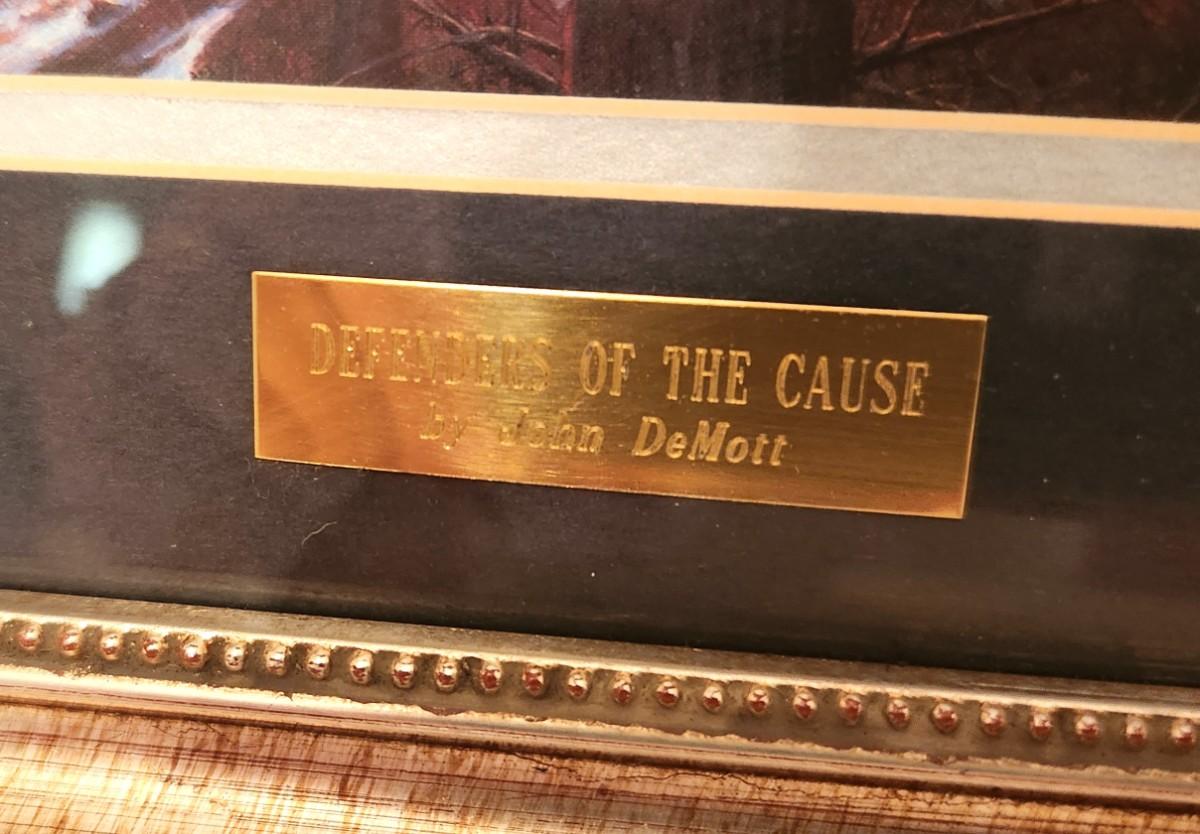 DEFENDERS OF THE CAUSE
by John DeMott